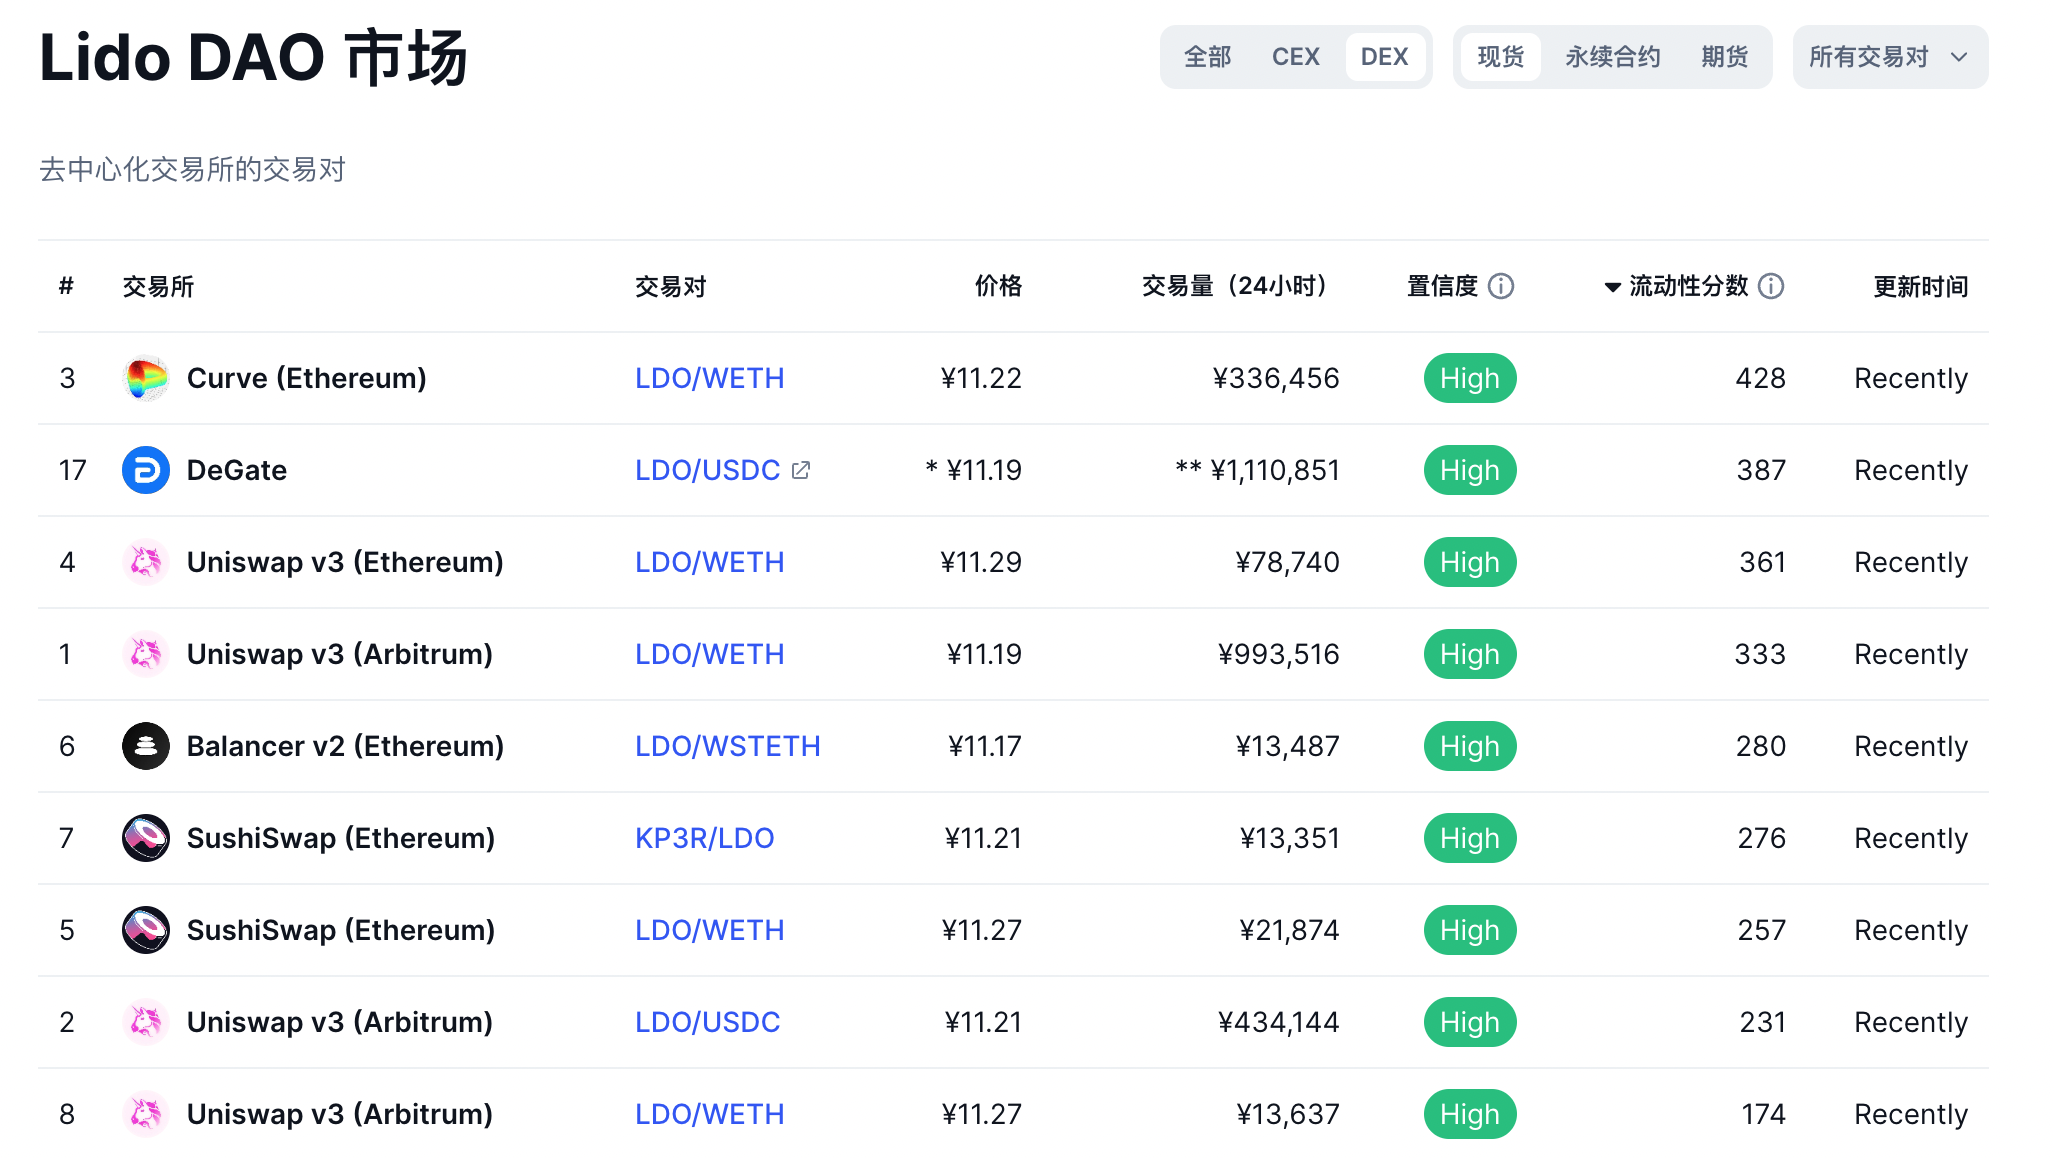 Lido DAO 市场
全部 CEX DEX 现货 永续合约 期货 所有交易对
去中心化交易所的交易对
# 交易所 交易对 价格 交易量（24小时） 置信度 流动性分数 更新时间
3 Curve (Ethereum) LDO/WETH ¥11.22 ¥336,456 High 428 Recently
17 DeGate LDO/USDC * ¥11.19 ** ¥1,110,851 High 387 Recently
4 Uniswap v3 (Ethereum) LDO/WETH ¥11.29 ¥78,740 High 361 Recently
1 Uniswap v3 (Arbitrum) LDO/WETH ¥11.19 ¥993,516 High 333 Recently
6 Balancer v2 (Ethereum) LDO/WSTETH ¥11.17 ¥13,487 High 280 Recently
7 SushiSwap (Ethereum) KP3R/LDO ¥11.21 ¥13,351 High 276 Recently
5 SushiSwap (Ethereum) LDO/WETH ¥11.27 ¥21,874 High 257 Recently
2 Uniswap v3 (Arbitrum) LDO/USDC ¥11.21 ¥434,144 High 231 Recently
8 Uniswap v3 (Arbitrum) LDO/WETH ¥11.27 ¥13,637 High 174 Recently